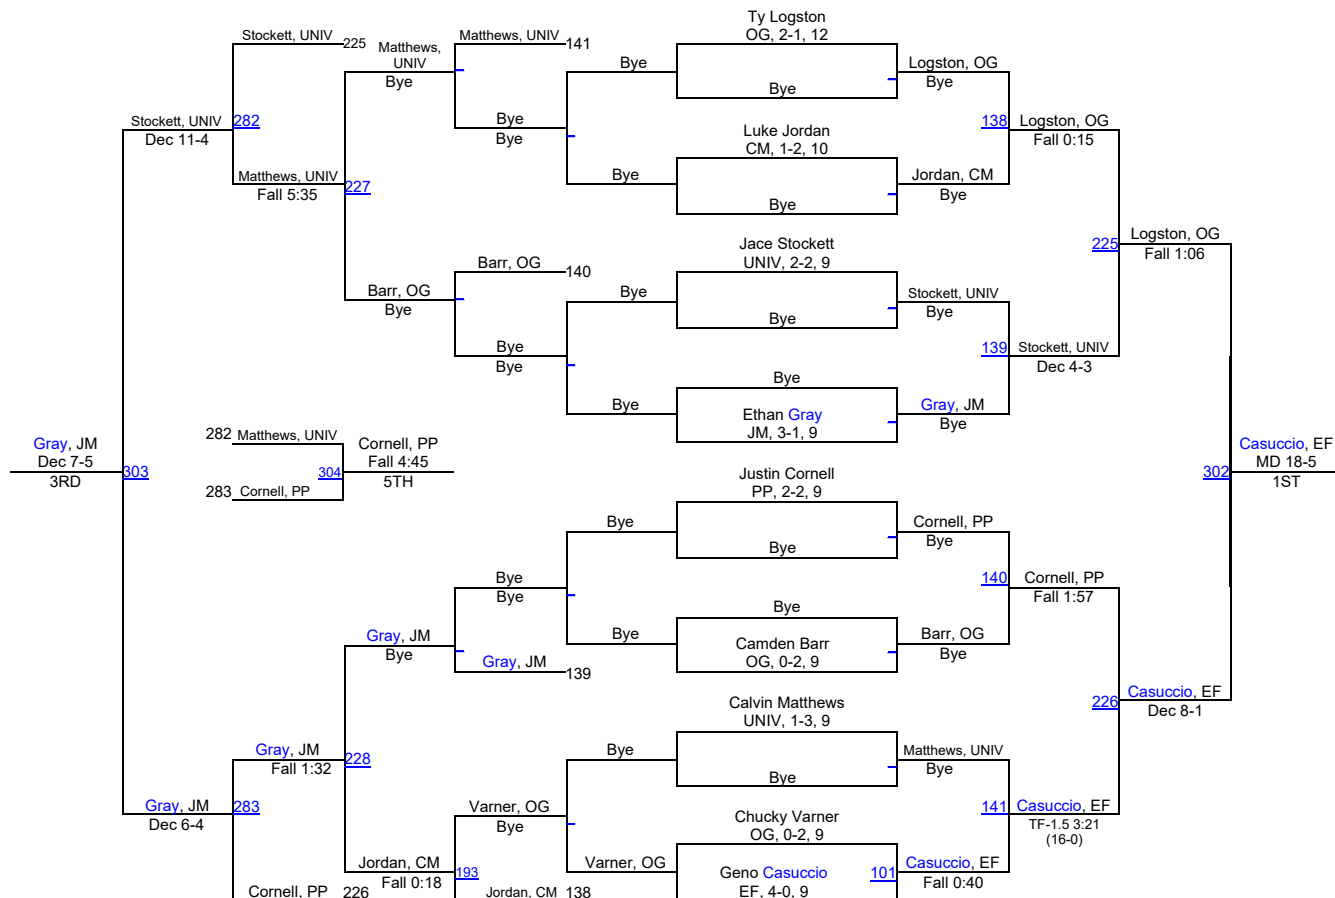 Ty Logston
OG, 2-1, 12
Stockett, UNIV 225
Matthews, UNIV 141
Matthews,
UNIV
Bye
Bye
Bye
Logston, OG
Bye
Stockett, UNIV
Dec 11-4
282
Bye
Bye
Luke Jordan
CM, 1-2, 10
138
Logston, OG
Fall 0:15
Matthews, UNIV
Fall 5:35
227
Bye
Bye
Jordan, CM
Bye
Jace Stockett
UNIV, 2-2, 9
225
Logston, OG
Fall 1:06
Barr, OG 140
Barr, OG
Bye
Bye
Bye
Stockett, UNIV
Bye
Bye
Bye
139
Stockett, UNIV
Dec 4-3
Bye
Bye
Ethan Gray
JM, 3-1, 9
Gray, JM
Bye
Gray, JM
Dec 7-5
3RD
303
282 Matthews, UNIV
283 Cornell, PP
304
Cornell, PP
Fall 4:45
5TH
302
Casuccio, EF
MD 18-5
1ST
Justin Cornell
PP, 2-2, 9
Bye
Bye
Cornell, PP
Bye
Bye
Bye
140
Cornell, PP
Fall 1:57
Bye
Gray, JM
Bye
Gray, JM 139
Bye
Camden Barr
OG, 0-2, 9
Barr, OG
Bye
226
Casuccio, EF
Dec 8-1
Calvin Matthews
UNIV, 1-3, 9
Gray, JM
Fall 1:32
228
Bye
Bye
Matthews, UNIV
Bye
Gray, JM
Dec 6-4
283
Varner, OG
Bye
Chucky Varner
OG, 0-2, 9
141
Casuccio, EF
TF-1.5 3:21
(16-0)
Jordan, CM
Fall 0:18
193
Varner, OG
Geno Casuccio
EF, 4-0, 9
101
Casuccio, EF
Fall 0:40
Cornell, PP 226
Jordan, CM 138